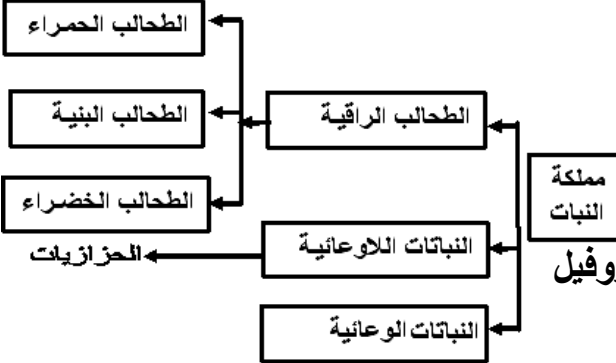 مملكة
النبات
الطحالب الراقية
الطحالب الحمراء
الطحالب البنية
الطحالب الخضراء
النباتات اللاوعائية
الحزازيات
النباتات الوعائية